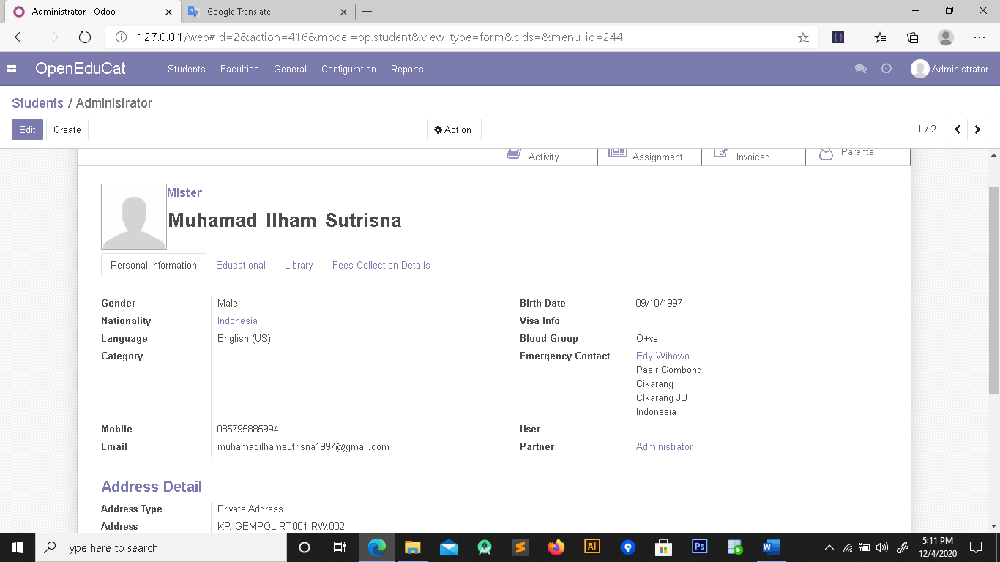 Administrator - Odoo
Google Translate
127.0.0.1/web#id=2&action=416&model=op.student&view_type=form&cids=&menu_id=244
OpenEduCat Students Faculties General Configuration Reports Administrator
Students / Administrator
Edit Create Action 1 / 2
Activity Assignment Invoiced Parents
Mister
Muhamad Ilham Sutrisna
Personal Information Educational Library Fees Collection Details
Gender Male Birth Date 09/10/1997
Nationality Indonesia Visa Info
Language English (US) Blood Group O+ve
Category Emergency Contact Edy Wibowo
Pasir Gombong
Cikarang
CIkarang JB
Indonesia
Mobile 085795885994 User
Email muhamadilhamsutrisna1997@gmail.com Partner Administrator
Address Detail
Address Type Private Address
Address KP. GEMPOL RT.001 RW.002
Type here to search
Ai
Ps
5:11 PM
12/4/2020